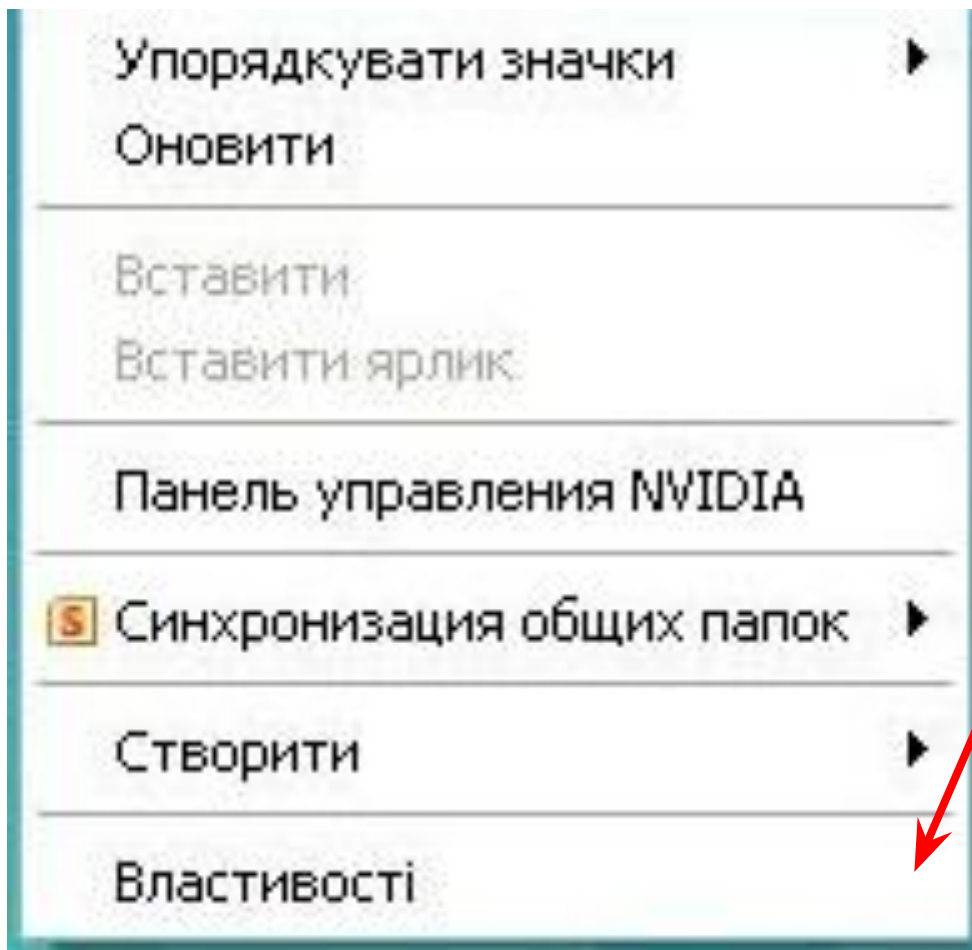 Упорядкувати значки
Оновити
Вставити
Вставити ярлик
Панель управления NVIDIA
S Синхронизация общих папок
Створити
Властивості